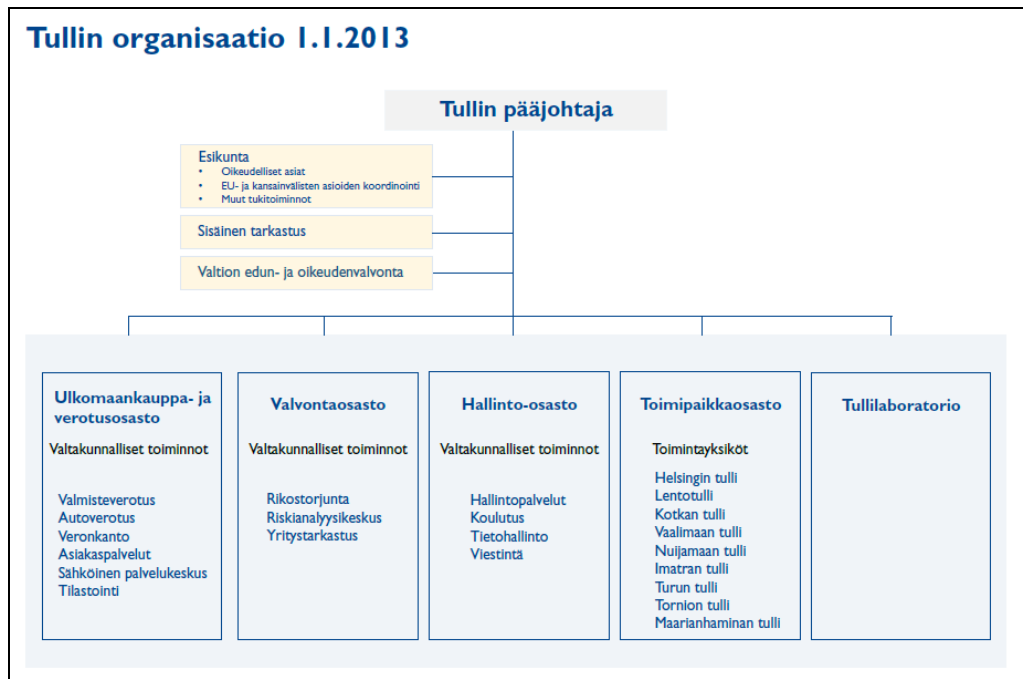 Tullin organisaatio 1.1.2013
Tullin pääjohtaja
Esikunta
• Oikeudelliset asiat
• EU- ja kansainvälisten asioiden koordinointi
• Muut tukitoiminnot
Sisäinen tarkastus
Valtion edun- ja oikeudenvalvonta
Ulkomaankauppa- ja
verotusosasto
Valtakunnalliset toiminnot
Valmisteverotus
Autoverotus
Veronkanto
Asiakaspalvelut
Sähköinen palvelukeskus
Tilastointi
Valvontaosasto
Valtakunnalliset toiminnot
Rikostorjunta
Riskianalyysikeskus
Yritystarkastus
Hallinto-osasto
Valtakunnalliset toiminnot
Hallintopalvelut
Koulutus
Tietohallinto
Viestintä
Toimipaikkaosasto
Toimintayksiköt
Helsingin tulli
Lentotulli
Kotkan tulli
Vaalimaan tulli
Nuijamaan tulli
Imatran tulli
Turun tulli
Tornion tulli
Maarianhaminan tulli
Tullilaboratorio